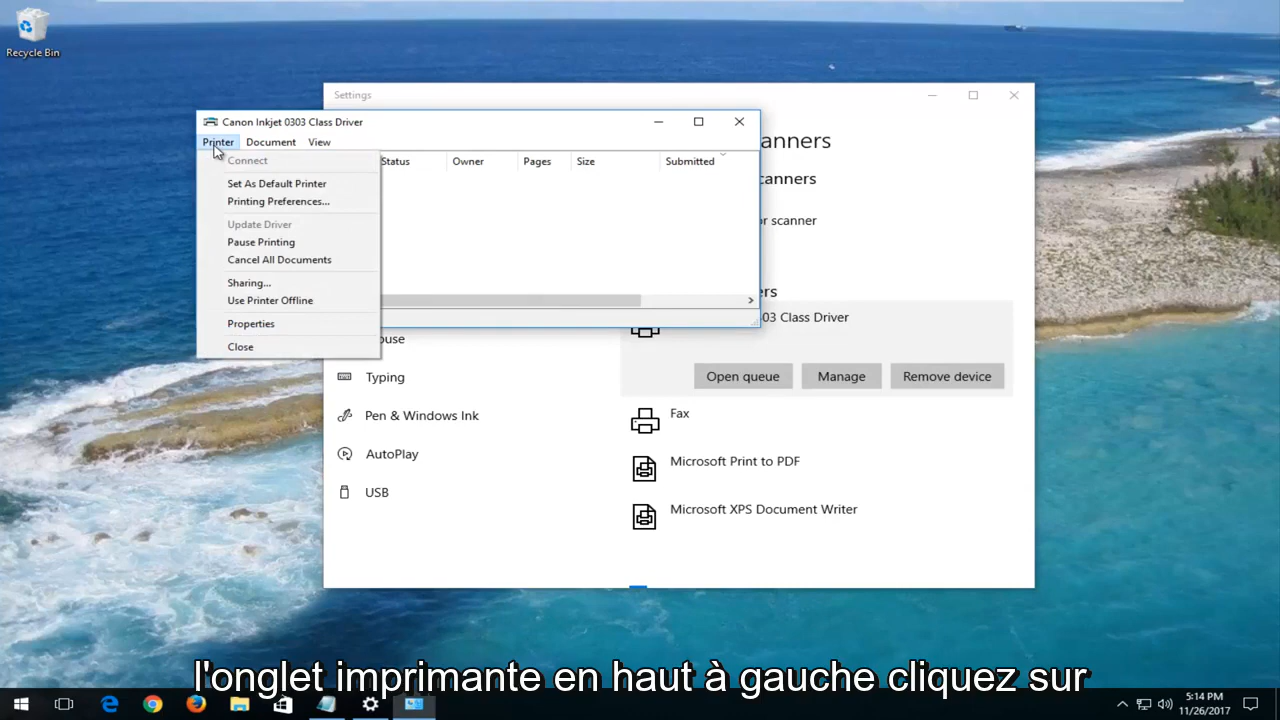 Recycle Bin
Settings
Canon Inkjet 0303 Class Driver
Printer Document View
Status Owner Pages Size Submitted
Connect
Set As Default Printer
Printing Preferences...
Update Driver
Pause Printing
Cancel All Documents
Sharing...
Use Printer Offline
Properties
Close
anners
canners
or scanner
ers
03 Class Driver
Open queue Manage Remove device
ouse
Typing
Pen & Windows Ink
AutoPlay
USB
Fax
Microsoft Print to PDF
Microsoft XPS Document Writer
l'onglet imprimante en haut à gauche cliquez sur
5:14 PM
11/26/2017